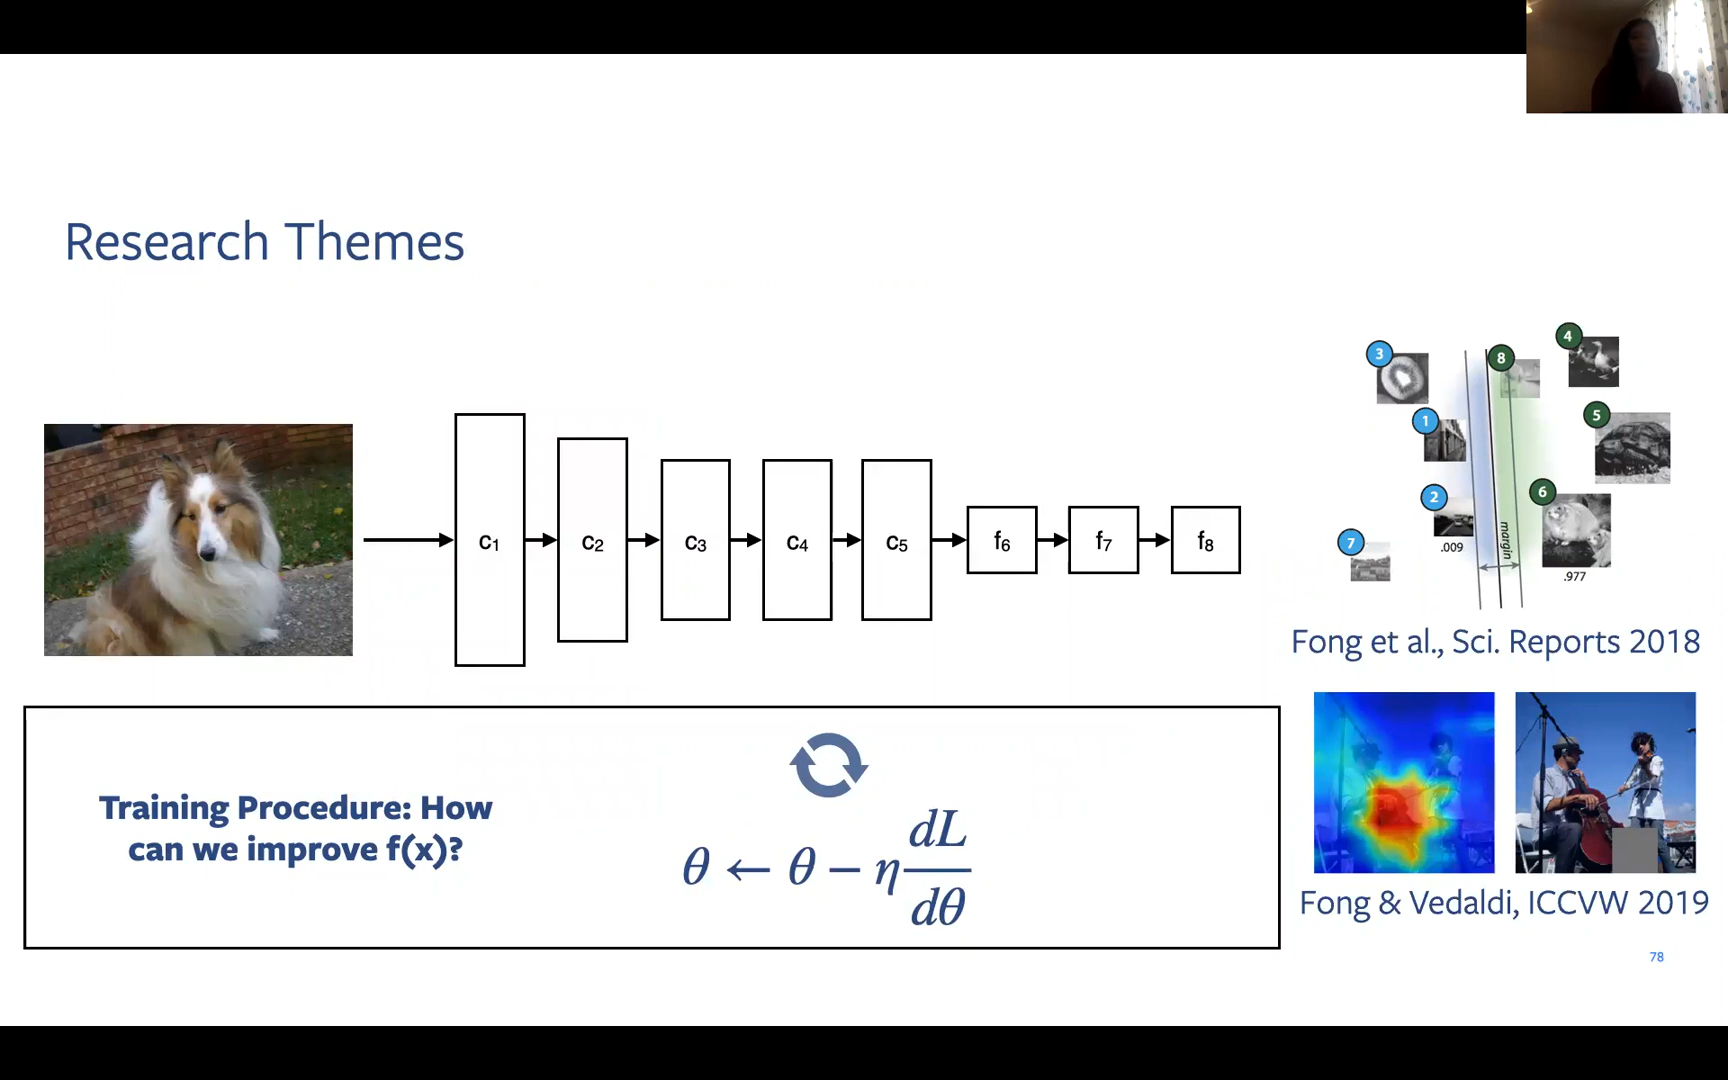 Research Themes
c1
c2
c3
c4
c5
f6
f7
f8
3
8
4
1
5
2
6
7
margin
.009
.977
Fong et al., Sci. Reports 2018
Training Procedure: How
can we improve f(x)?
θ ← θ − η dL/dθ
Fong & Vedaldi, ICCVW 2019
78